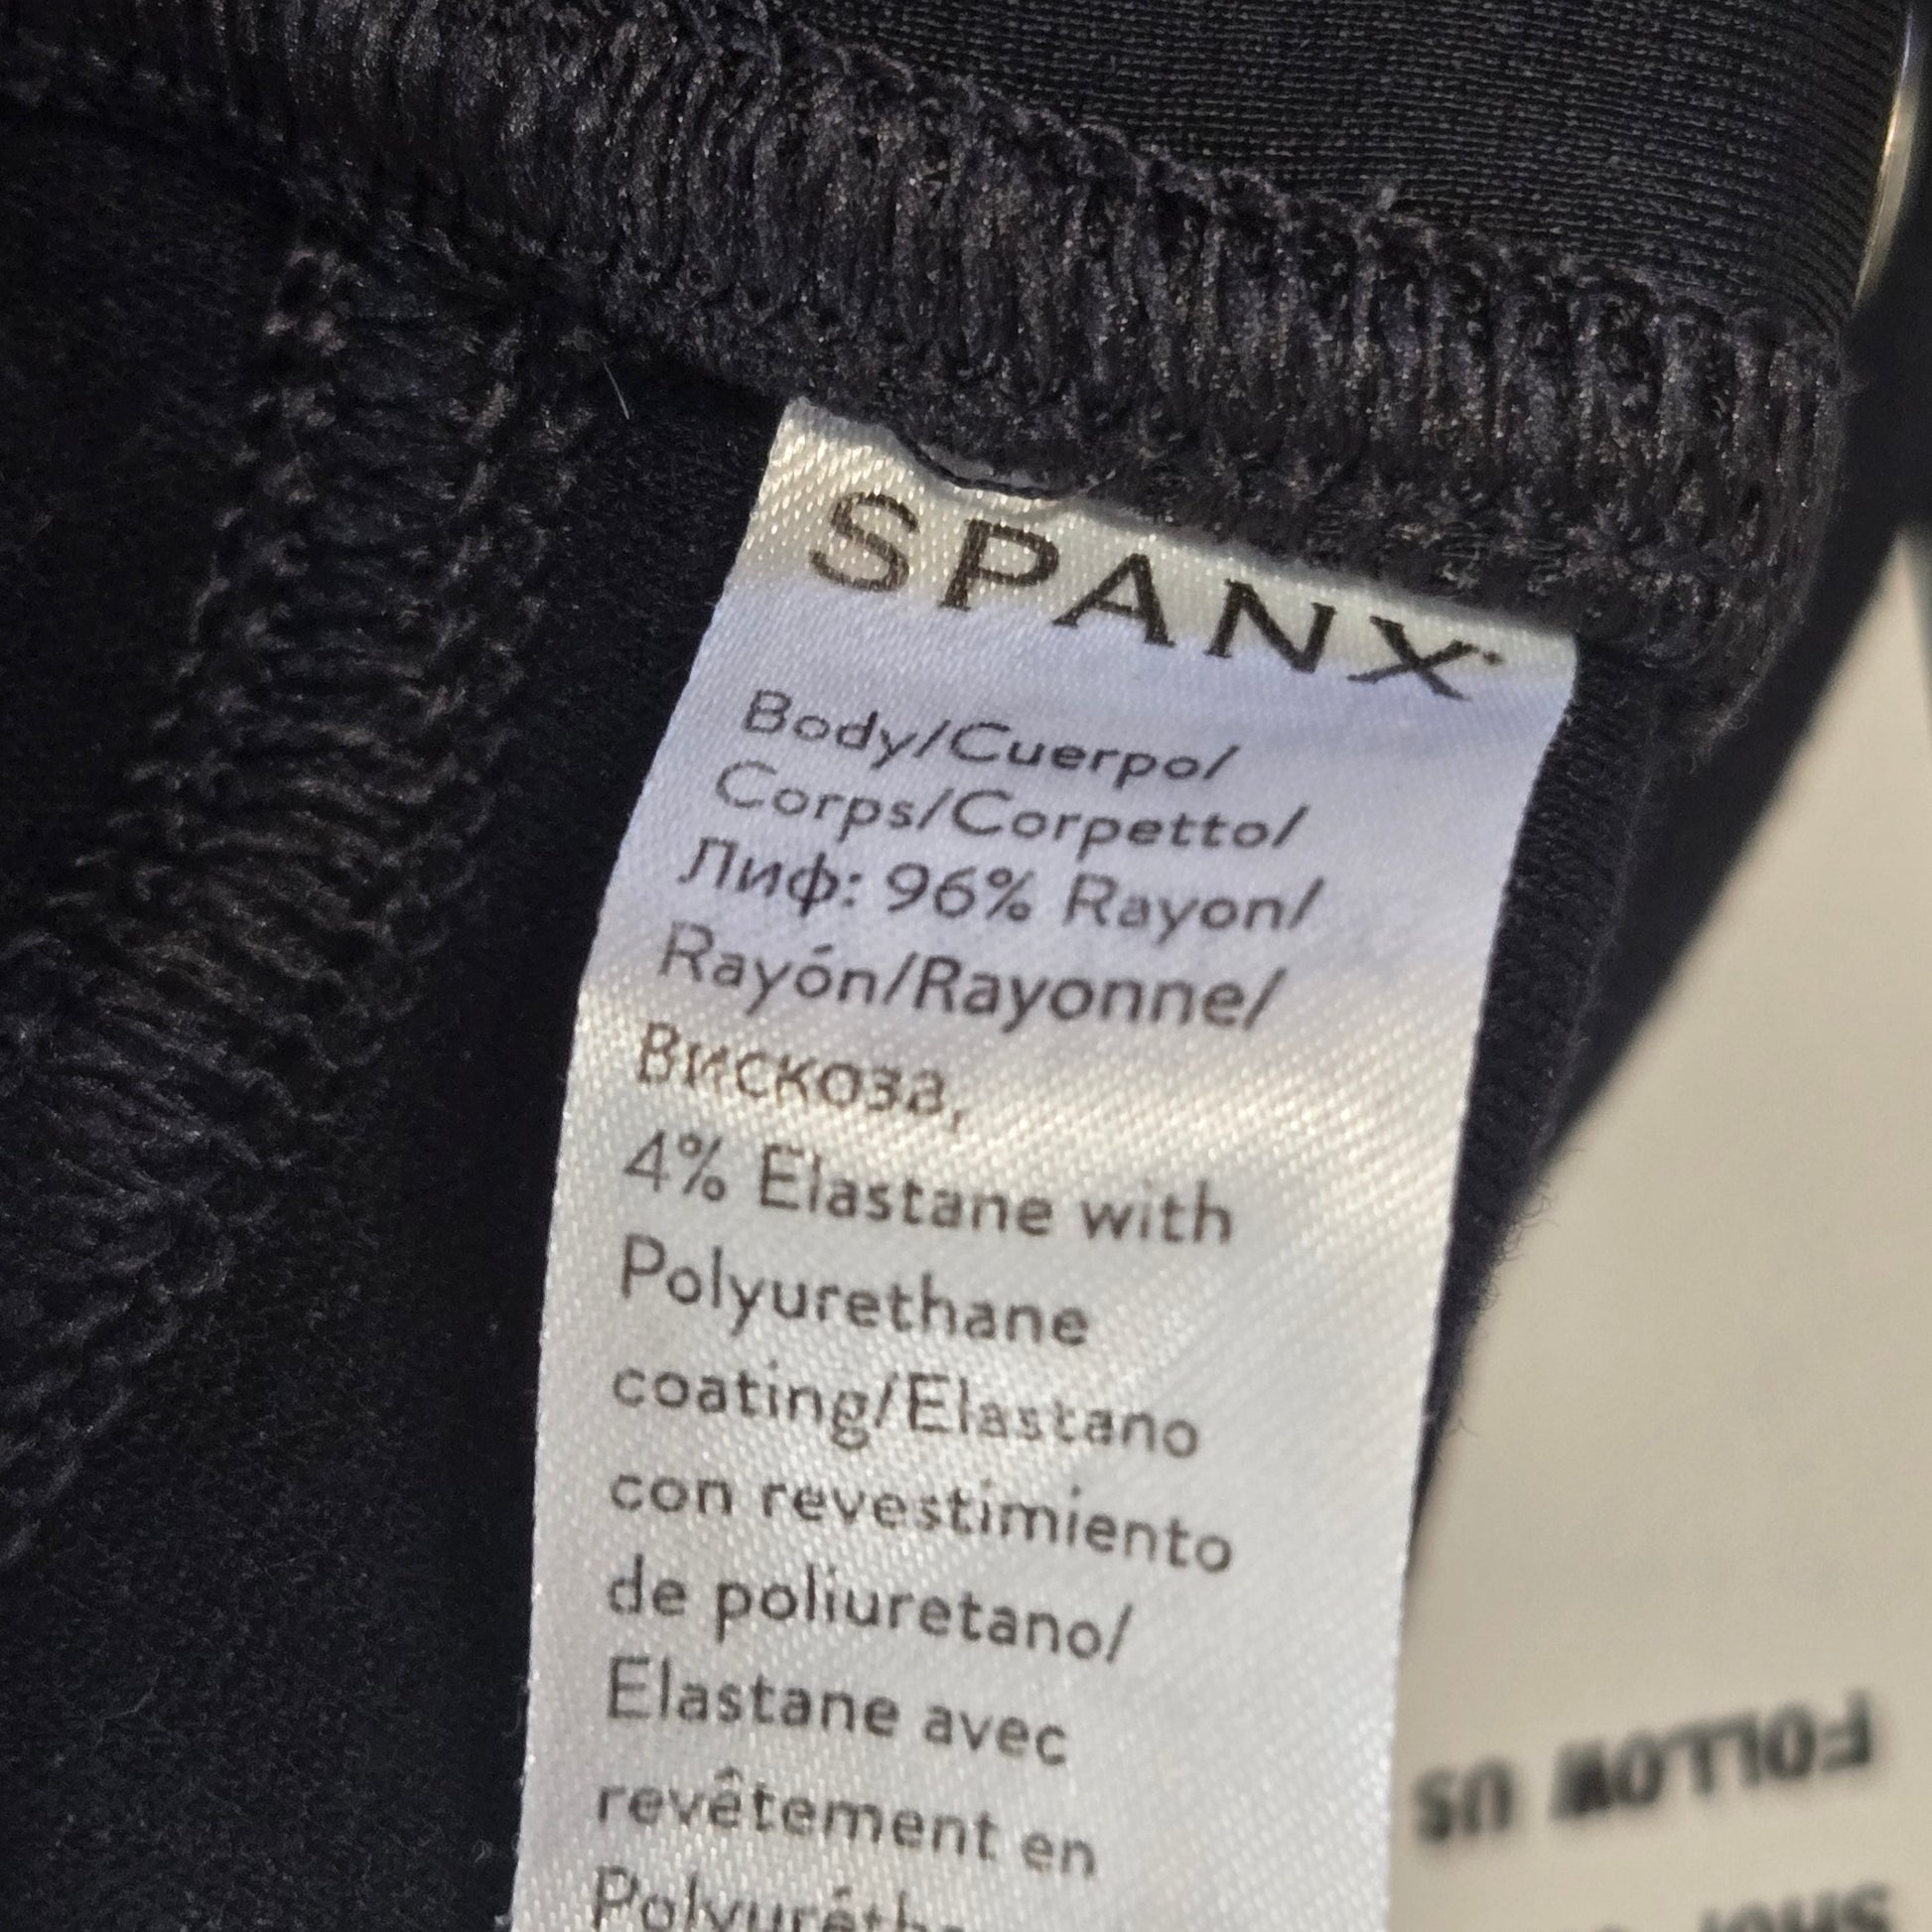 SPANX
Body/Cuerpo/
Corps/Corpetto/
Лиф: 96% Rayon/
Rayón/Rayonne/
Вискоза,
4% Elastane with
Polyurethane
coating/Elastano
con revestimiento
de poliuretano/
Elastane avec
revêtement en
FOLLOW US